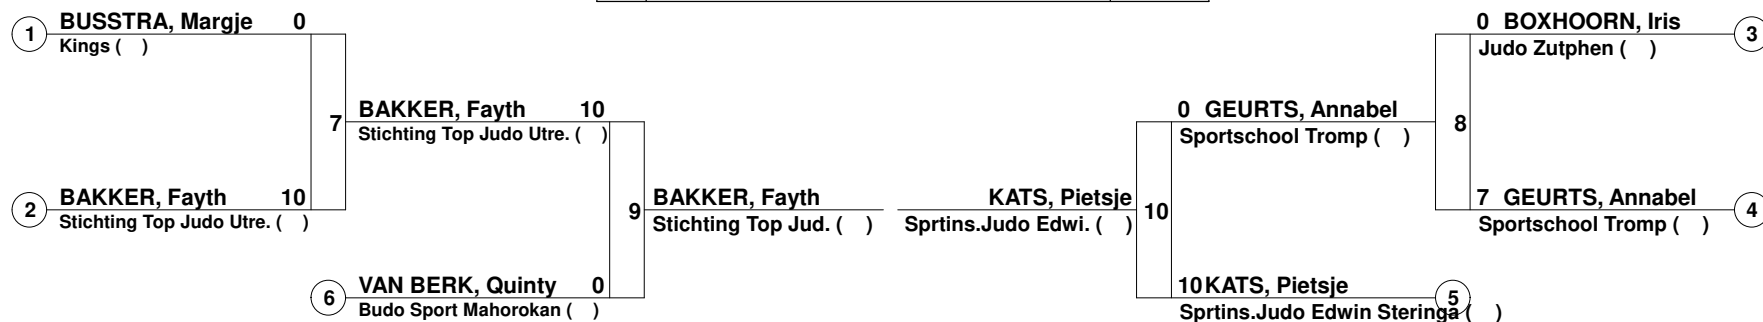 1 BUSSTRA, Margje 0
Kings ( )
2 BAKKER, Fayth 10
Stichting Top Judo Utre. ( )
7
BAKKER, Fayth 10
Stichting Top Judo Utre. ( )
6 VAN BERK, Quinty 0
Budo Sport Mahorokan ( )
9
BAKKER, Fayth
Stichting Top Jud. ( )
KATS, Pietsje
Sprtins.Judo Edwi. ( )
10
0 GEURTS, Annabel
Sportschool Tromp ( )
10 KATS, Pietsje 5
Sprtins.Judo Edwin Steringa ( )
8
0 BOXHOORN, Iris 3
Judo Zutphen ( )
7 GEURTS, Annabel 4
Sportschool Tromp ( )